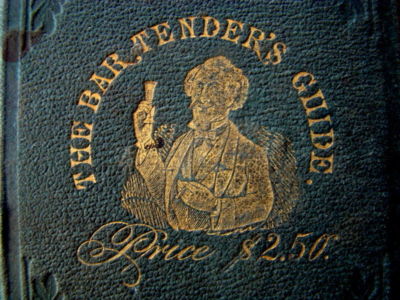 THE BAR-TENDER'S GUIDE.
Price $2.50.